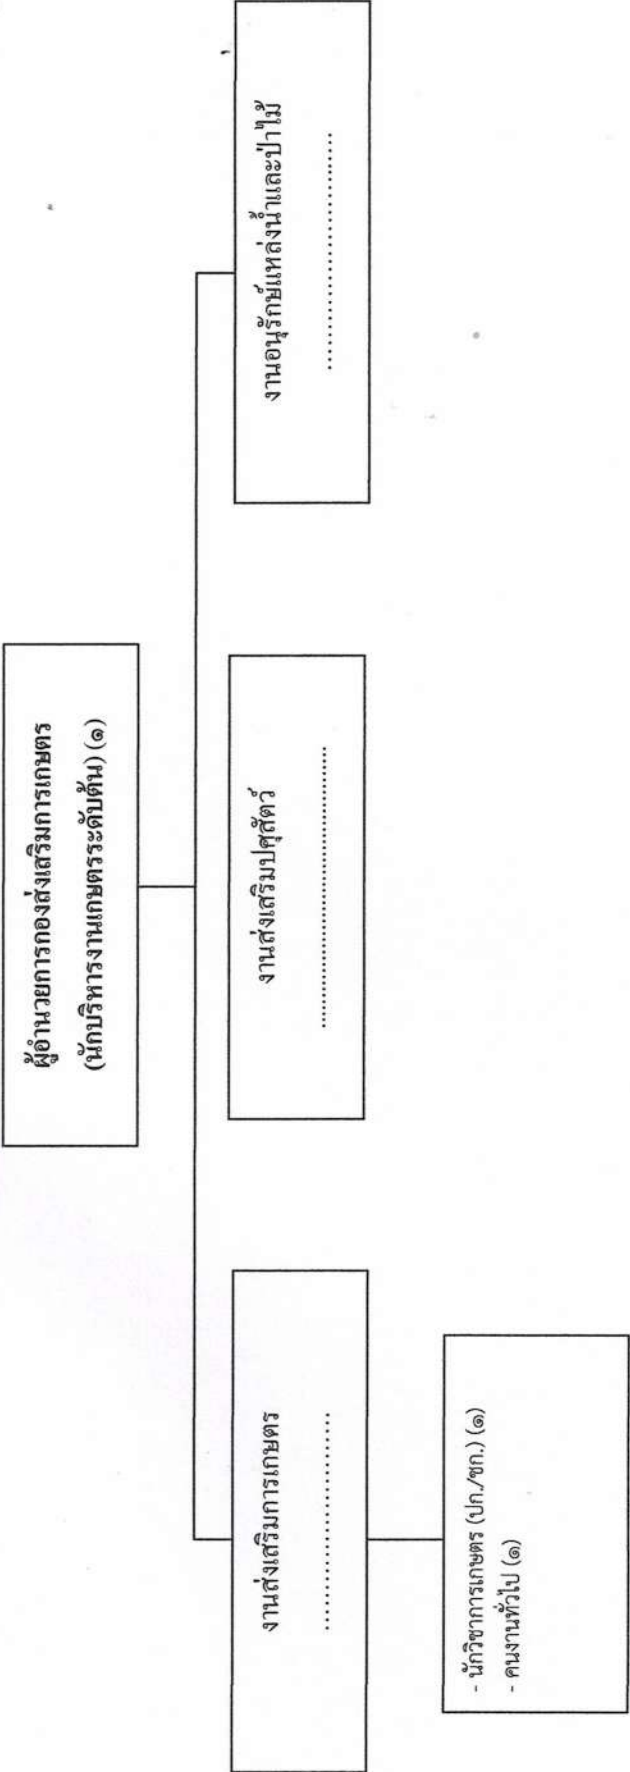 ผู้อำนวยการกองส่งเสริมการเกษตร
(นักบริหารงานเกษตรระดับต้น) (๑)
งานส่งเสริมการเกษตร
......................................
งานส่งเสริมปศุสัตว์
................................................
งานอนุรักษ์แหล่งน้ำและป่าไม้
........................................
- นักวิชาการเกษตร (ปก./ชก.) (๑)
- คนงานทั่วไป (๑)